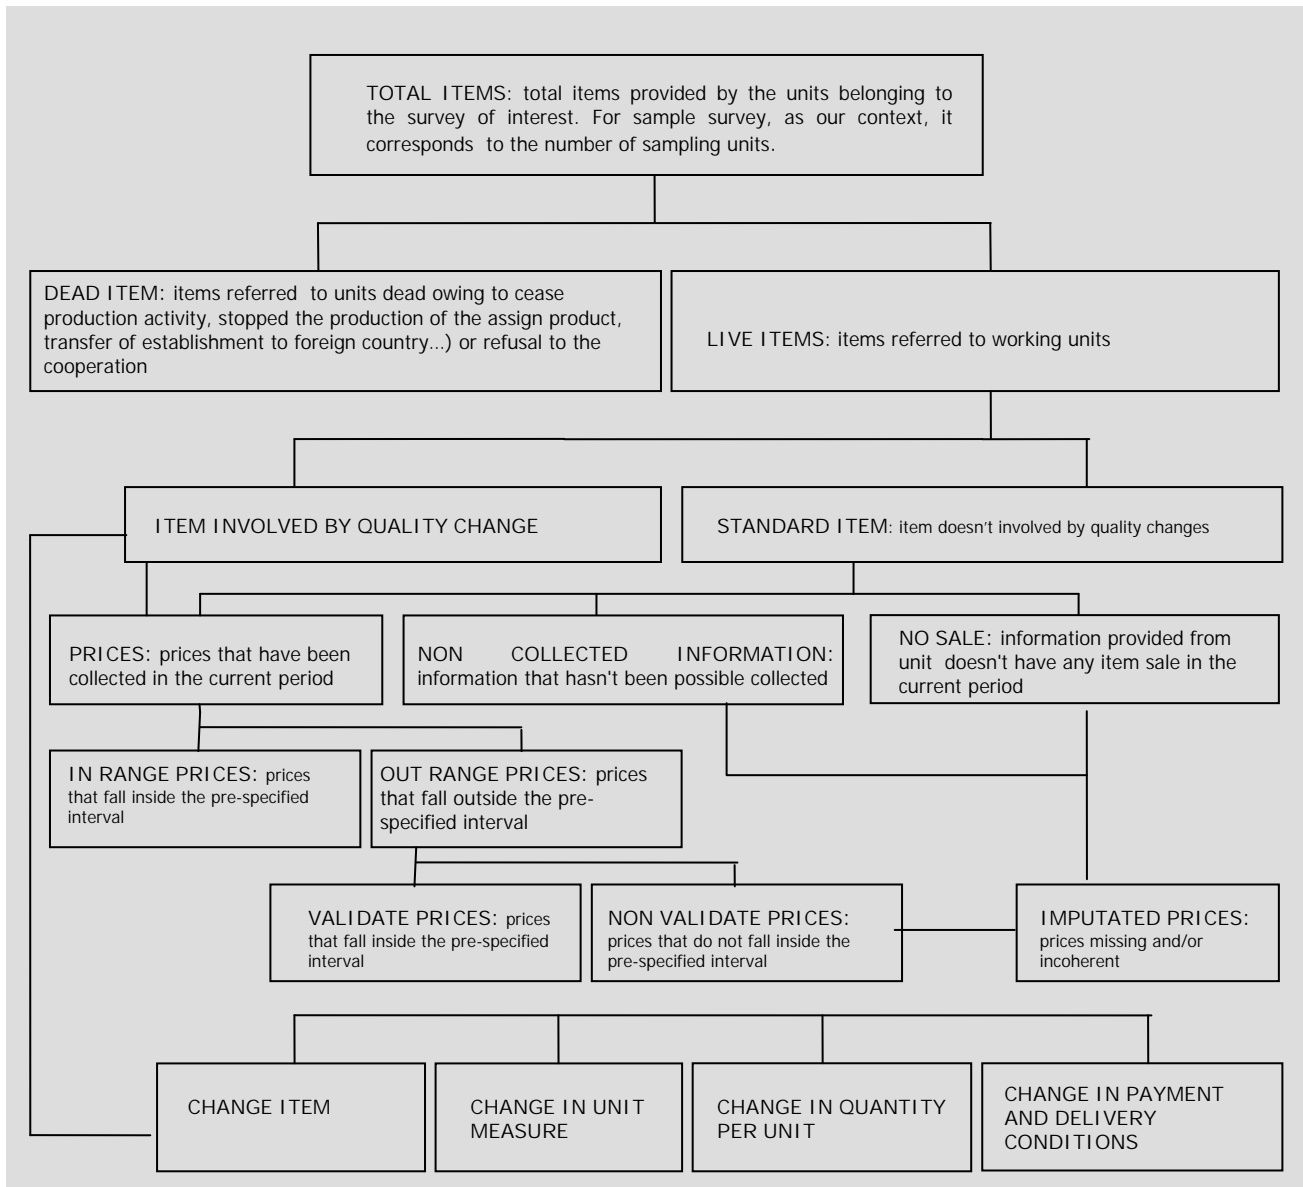 TOTAL ITEMS: total items provided by the units belonging to
the survey of interest. For sample survey, as our context, it
corresponds to the number of sampling units.
DEAD ITEM: items referred to units dead owing to cease
production activity, stopped the production of the assign product,
transfer of establishment to foreign country...) or refusal to the
cooperation
LIVE ITEMS: items referred to working units
ITEM INVOLVED BY QUALITY CHANGE
STANDARD ITEM: item doesn't involved by quality changes
PRICES: prices that have been
collected in the current period
NON COLLECTED INFORMATION:
information that hasn't been possible collected
NO SALE: information provided from
unit doesn't have any item sale in the
current period
IN RANGE PRICES: prices
that fall inside the pre-specified
interval
OUT RANGE PRICES: prices
that fall outside the pre-
specified interval
VALIDATE PRICES: prices
that fall inside the pre-specified
interval
NON VALIDATE PRICES:
prices that do not fall inside the
pre-specified interval
IMPUTATED PRICES:
prices missing and/or
incoherent
CHANGE ITEM
CHANGE IN UNIT
MEASURE
CHANGE IN QUANTITY
PER UNIT
CHANGE IN PAYMENT
AND DELIVERY
CONDITIONS